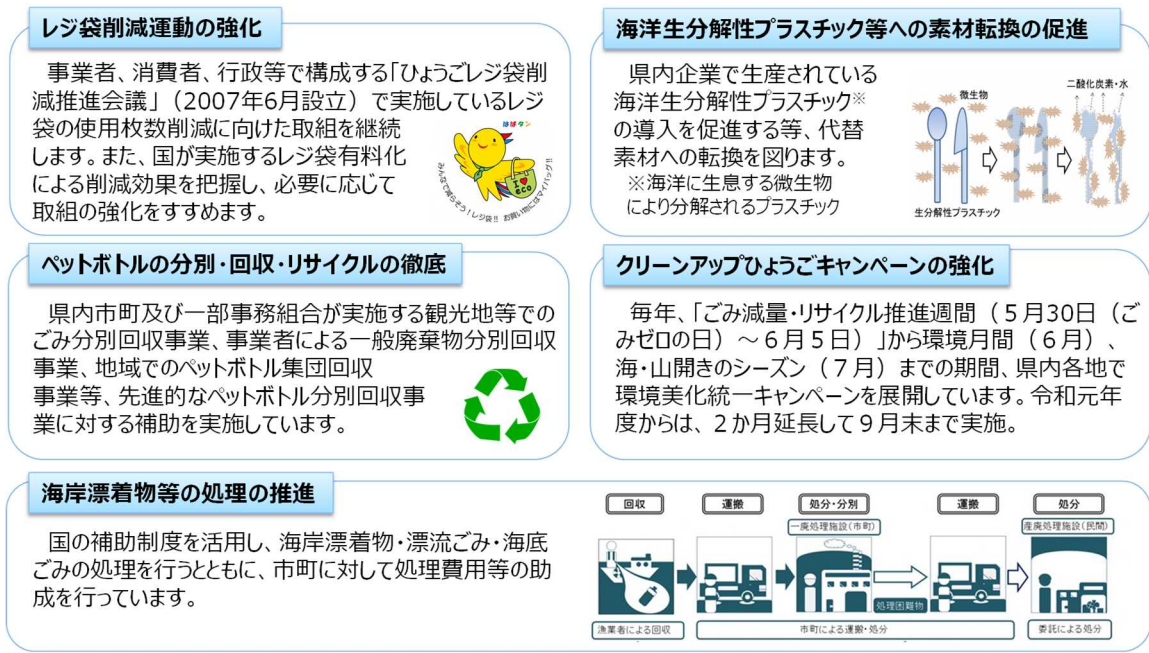 レジ袋削減運動の強化
事業者、消費者、行政等で構成する｢ひょうごレジ袋削
減推進会議｣（2007年6月設立）で実施しているレジ
袋の使用枚数削減に向けた取組を継続
します。また、国が実施するレジ袋有料化
による削減効果を把握し、必要に応じて
取組の強化をすすめます。
はばタン
I ♥ eco
みんなで減らそう！レジ袋!! お買い物にはマイバッグ!!
海洋生分解性プラスチック等への素材転換の促進
県内企業で生産されている
海洋生分解性プラスチック※
の導入を促進する等、代替
素材への転換を図ります。
※海洋に生息する微生物
により分解されるプラスチック
二酸化炭素・水
微生物
生分解性プラスチック
ペットボトルの分別・回収・リサイクルの徹底
県内市町及び一部事務組合が実施する観光地等での
ごみ分別回収事業、事業者による一般廃棄物分別回収
事業、地域でのペットボトル集団回収
事業等、先進的なペットボトル分別回収事
業に対する補助を実施しています。
クリーンアップひょうごキャンペーンの強化
毎年、｢ごみ減量・リサイクル推進週間（５月30日（ご
みゼロの日）～６月５日）｣から環境月間（６月）、
海・山開きのシーズン（７月）までの期間、県内各地で
環境美化統一キャンペーンを展開しています。令和元年
度からは、２か月延長して９月末まで実施。
海岸漂着物等の処理の推進
国の補助制度を活用し、海岸漂着物・漂流ごみ・海底
ごみの処理を行うとともに、市町に対して処理費用等の助
成を行っています。
回収
運搬
処分・分別
運搬
処分
一廃処理施設(市町)
産廃処理施設(民間)
処理困難物
漁業者による回収
市町による運搬・処分
委託による処分